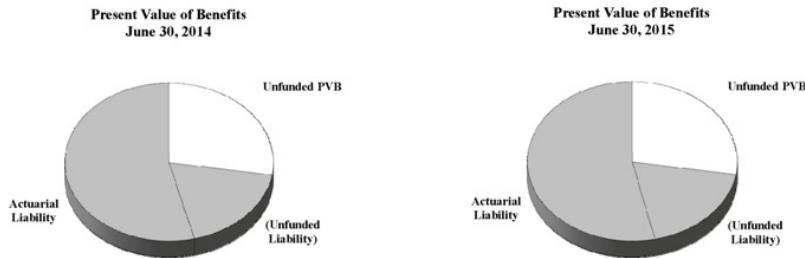 Present Value of Benefits
June 30, 2014
Unfunded PVB
Actuarial
Liability
(Unfunded
Liability)
Present Value of Benefits
June 30, 2015
Unfunded PVB
Actuarial
Liability
(Unfunded
Liability)